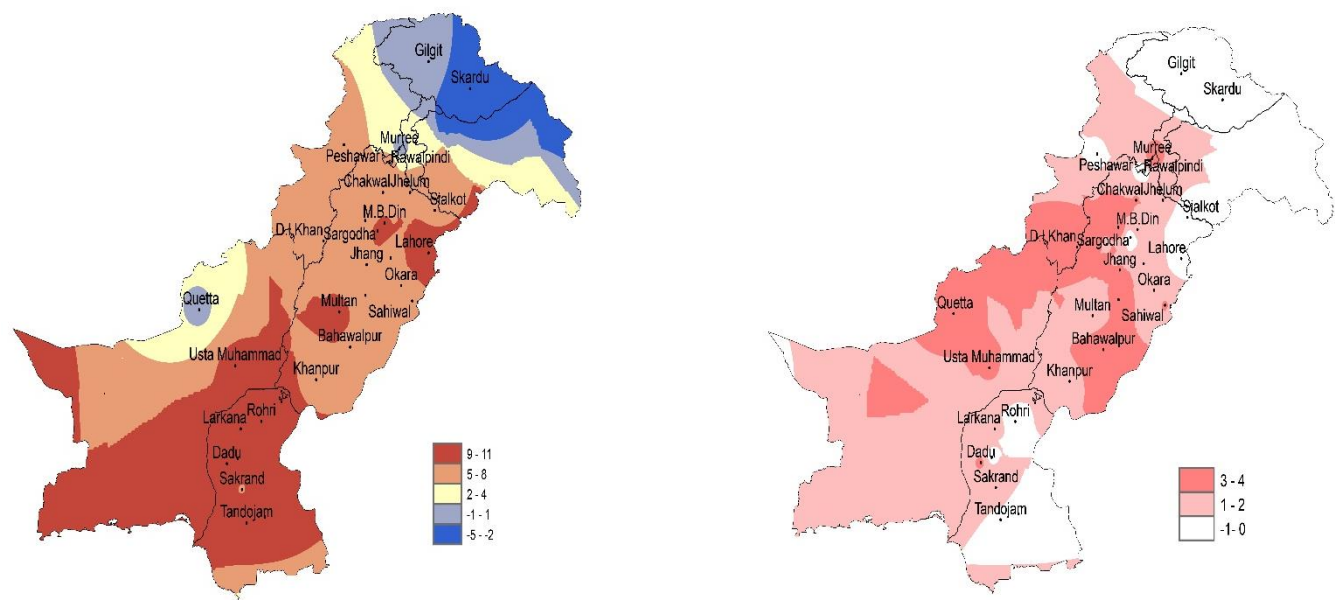 Gilgit
Skardu
Murree
Peshawar
Rawalpindi
Chakwal
Jhelum
Sialkot
M.B.Din
D.I.Khan
Sargodha
Lahore
Jhang
Okara
Quetta
Multan
Sahiwal
Bahawalpur
Usta Muhammad
Khanpur
Larkana
Rohri
Dadu
Sakrand
Tandojam
9 - 11
5 - 8
2 - 4
-1 - 1
-5 - -2
Gilgit
Skardu
Murree
Peshawar
Rawalpindi
Chakwal
Jhelum
Sialkot
M.B.Din
D.I.Khan
Sargodha
Lahore
Jhang
Okara
Quetta
Multan
Sahiwal
Bahawalpur
Usta Muhammad
Khanpur
Larkana
Rohri
Dadu
Sakrand
Tandojam
3 - 4
1 - 2
-1 - 0